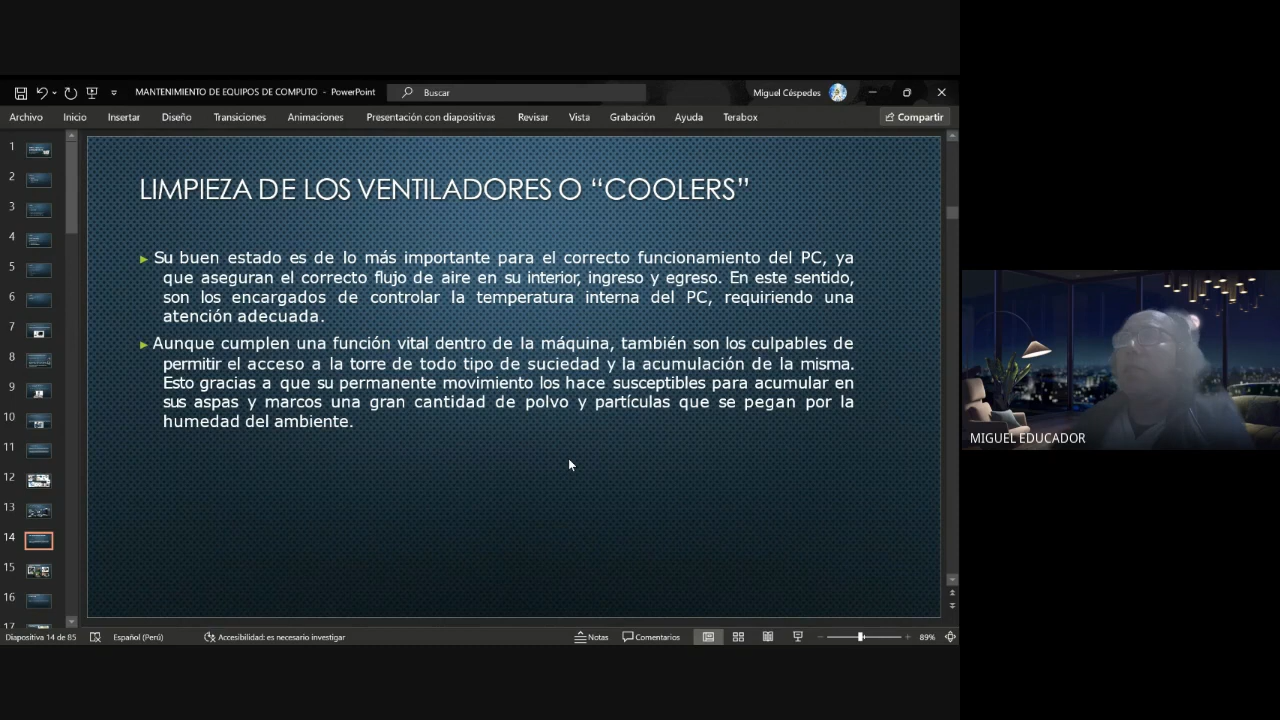 MANTENIMIENTO DE EQUIPOS DE COMPUTO - PowerPoint
Buscar
Miguel Céspedes
Archivo Inicio Insertar Diseño Transiciones Animaciones Presentación con diapositivas Revisar Vista Grabación Ayuda Terabox Compartir
1
2
3
4
5
6
7
8
9
10
11
12
13
14
15
16
17
LIMPIEZA DE LOS VENTILADORES O “COOLERS”
Su buen estado es de lo más importante para el correcto funcionamiento del PC, ya
que aseguran el correcto flujo de aire en su interior, ingreso y egreso. En este sentido,
son los encargados de controlar la temperatura interna del PC, requiriendo una
atención adecuada.
Aunque cumplen una función vital dentro de la máquina, también son los culpables de
permitir el acceso a la torre de todo tipo de suciedad y la acumulación de la misma.
Esto gracias a que su permanente movimiento los hace susceptibles para acumular en
sus aspas y marcos una gran cantidad de polvo y partículas que se pegan por la
humedad del ambiente.
MIGUEL EDUCADOR
Diapositiva 14 de 85 Español (Perú) Accesibilidad: es necesario investigar Notas Comentarios 89%